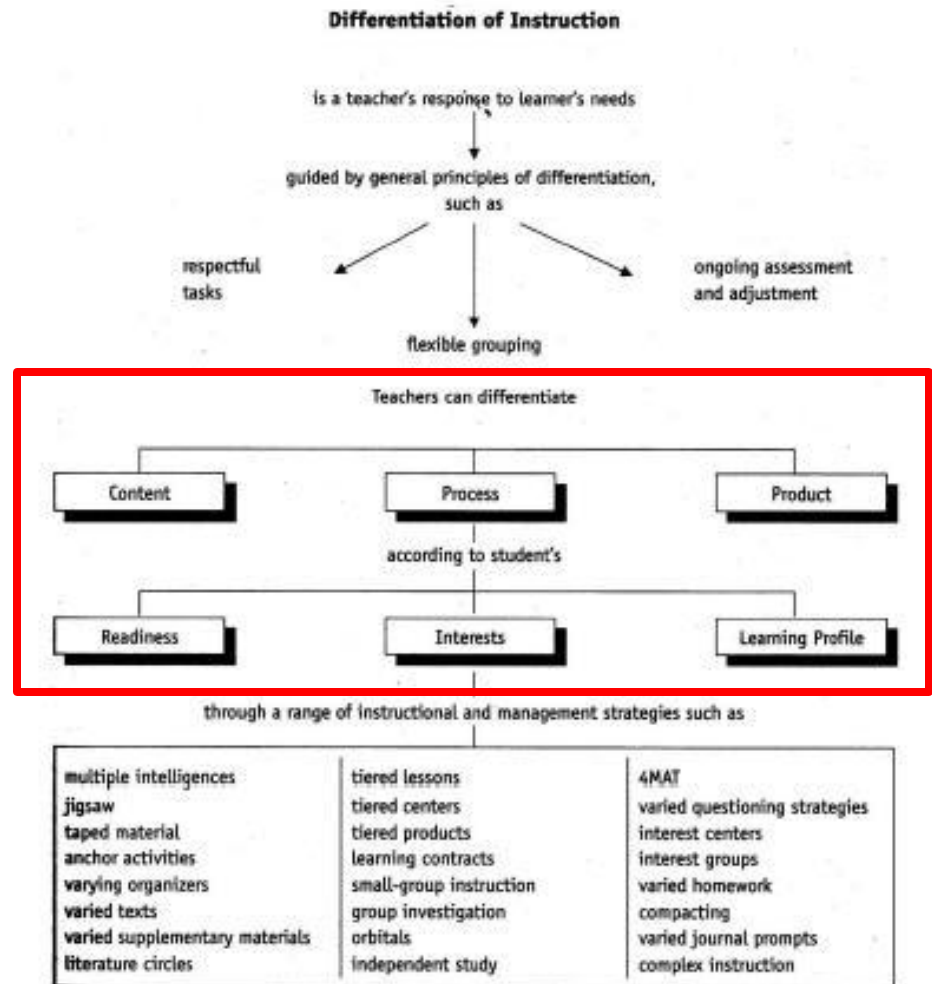 Differentiation of Instruction
is a teacher's response to learner's needs
guided by general principles of differentiation,
such as
respectful
tasks
ongoing assessment
and adjustment
flexible grouping
Teachers can differentiate
Content
Process
Product
according to student's
Readiness
Interests
Learning Profile
through a range of instructional and management strategies such as
multiple intelligences
jigsaw
taped material
anchor activities
varying organizers
varied texts
varied supplementary materials
literature circles
tiered lessons
tiered centers
tiered products
learning contracts
small-group instruction
group investigation
orbitals
independent study
4MAT
varied questioning strategies
interest centers
interest groups
varied homework
compacting
varied journal prompts
complex instruction